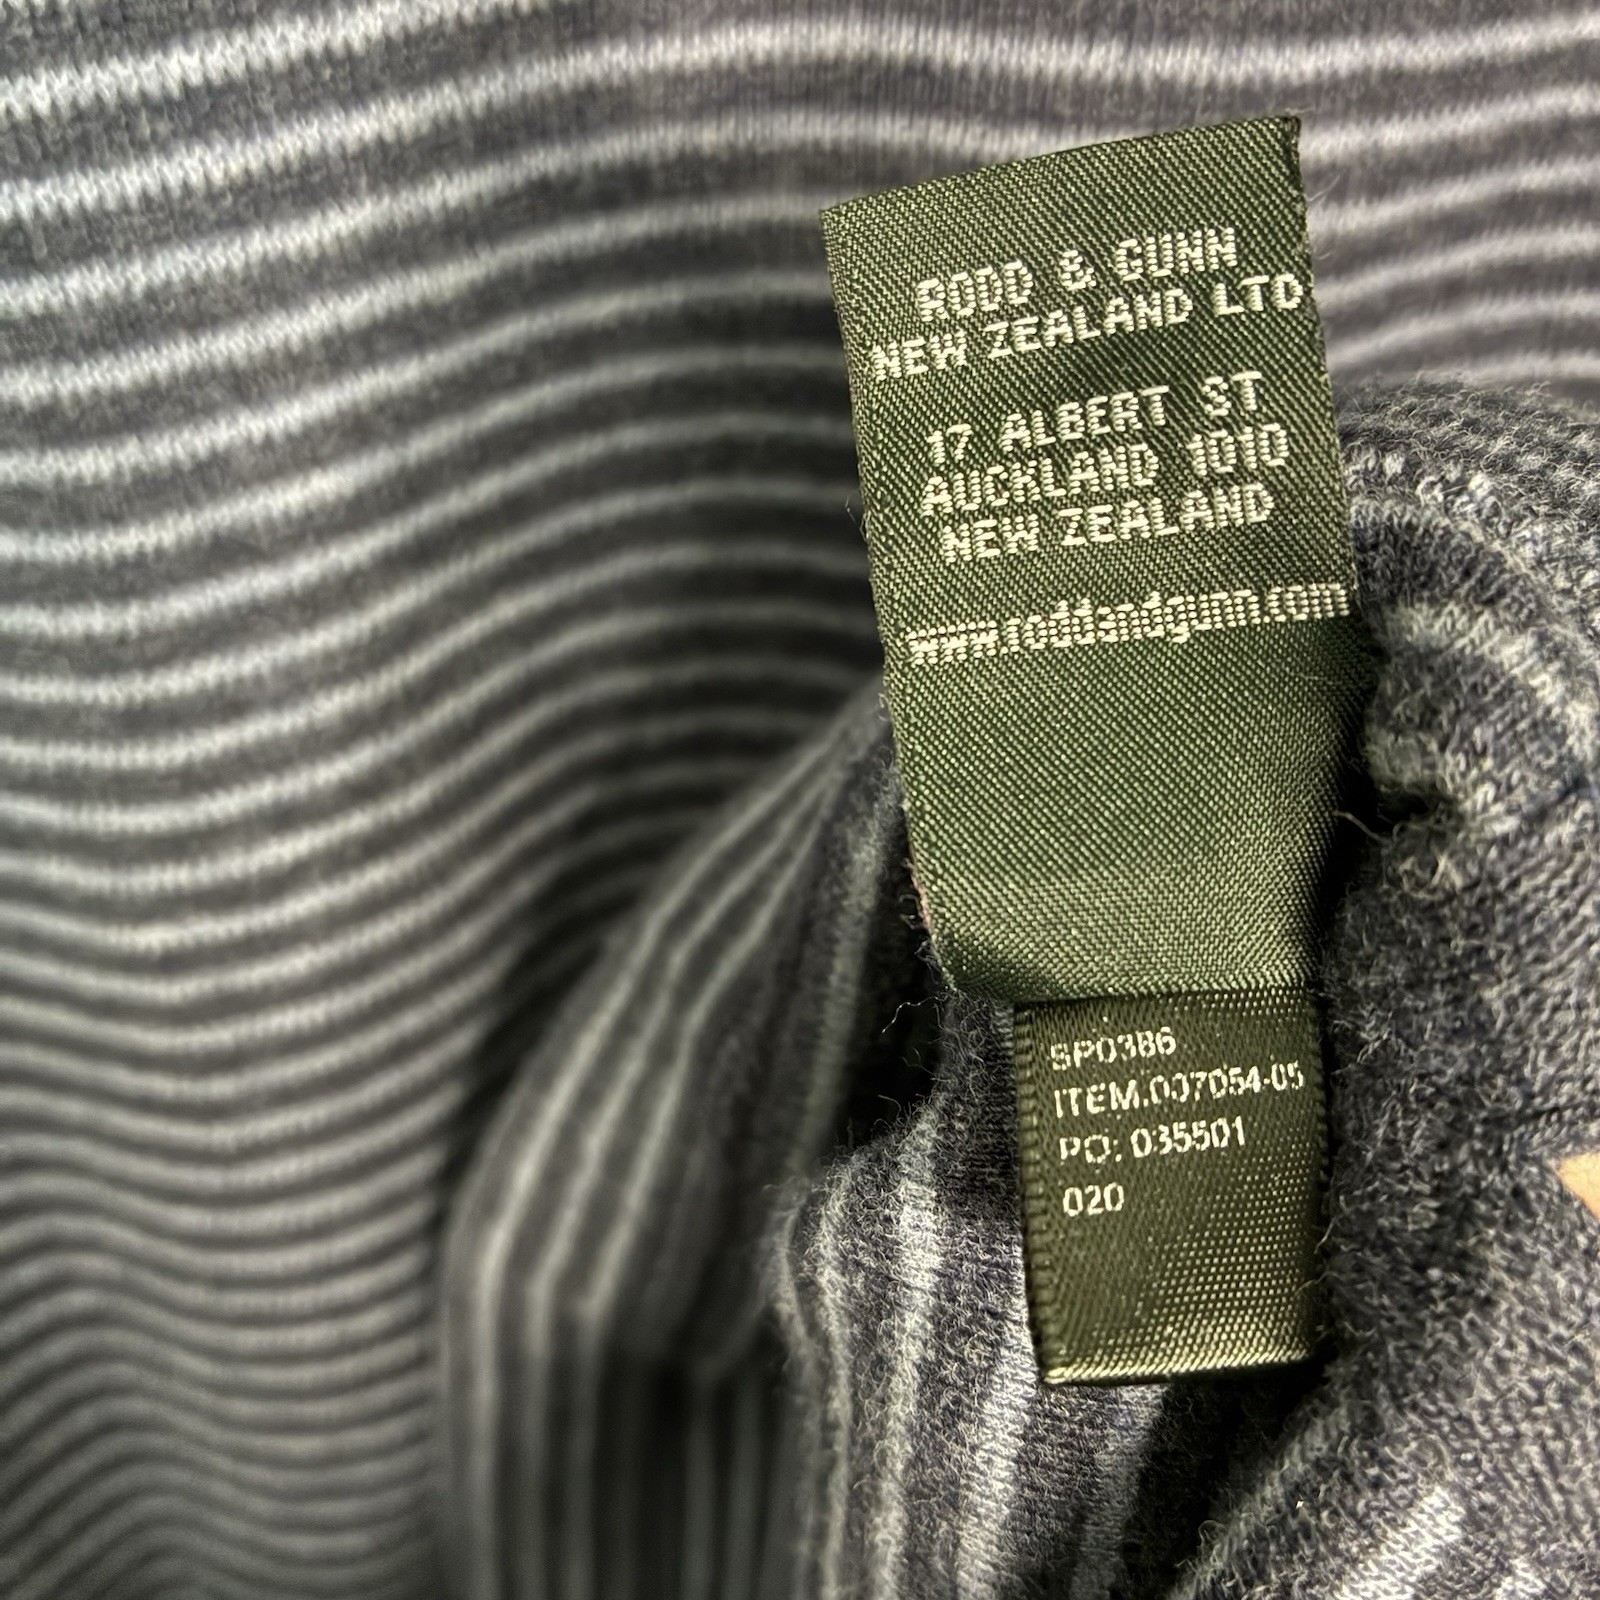 RODD & GUNN
NEW ZEALAND LTD
17 ALBERT ST
AUCKLAND 1010
NEW ZEALAND
www.roddandgunn.com
SP0386
ITEM.007054-05
PO: 035501
020